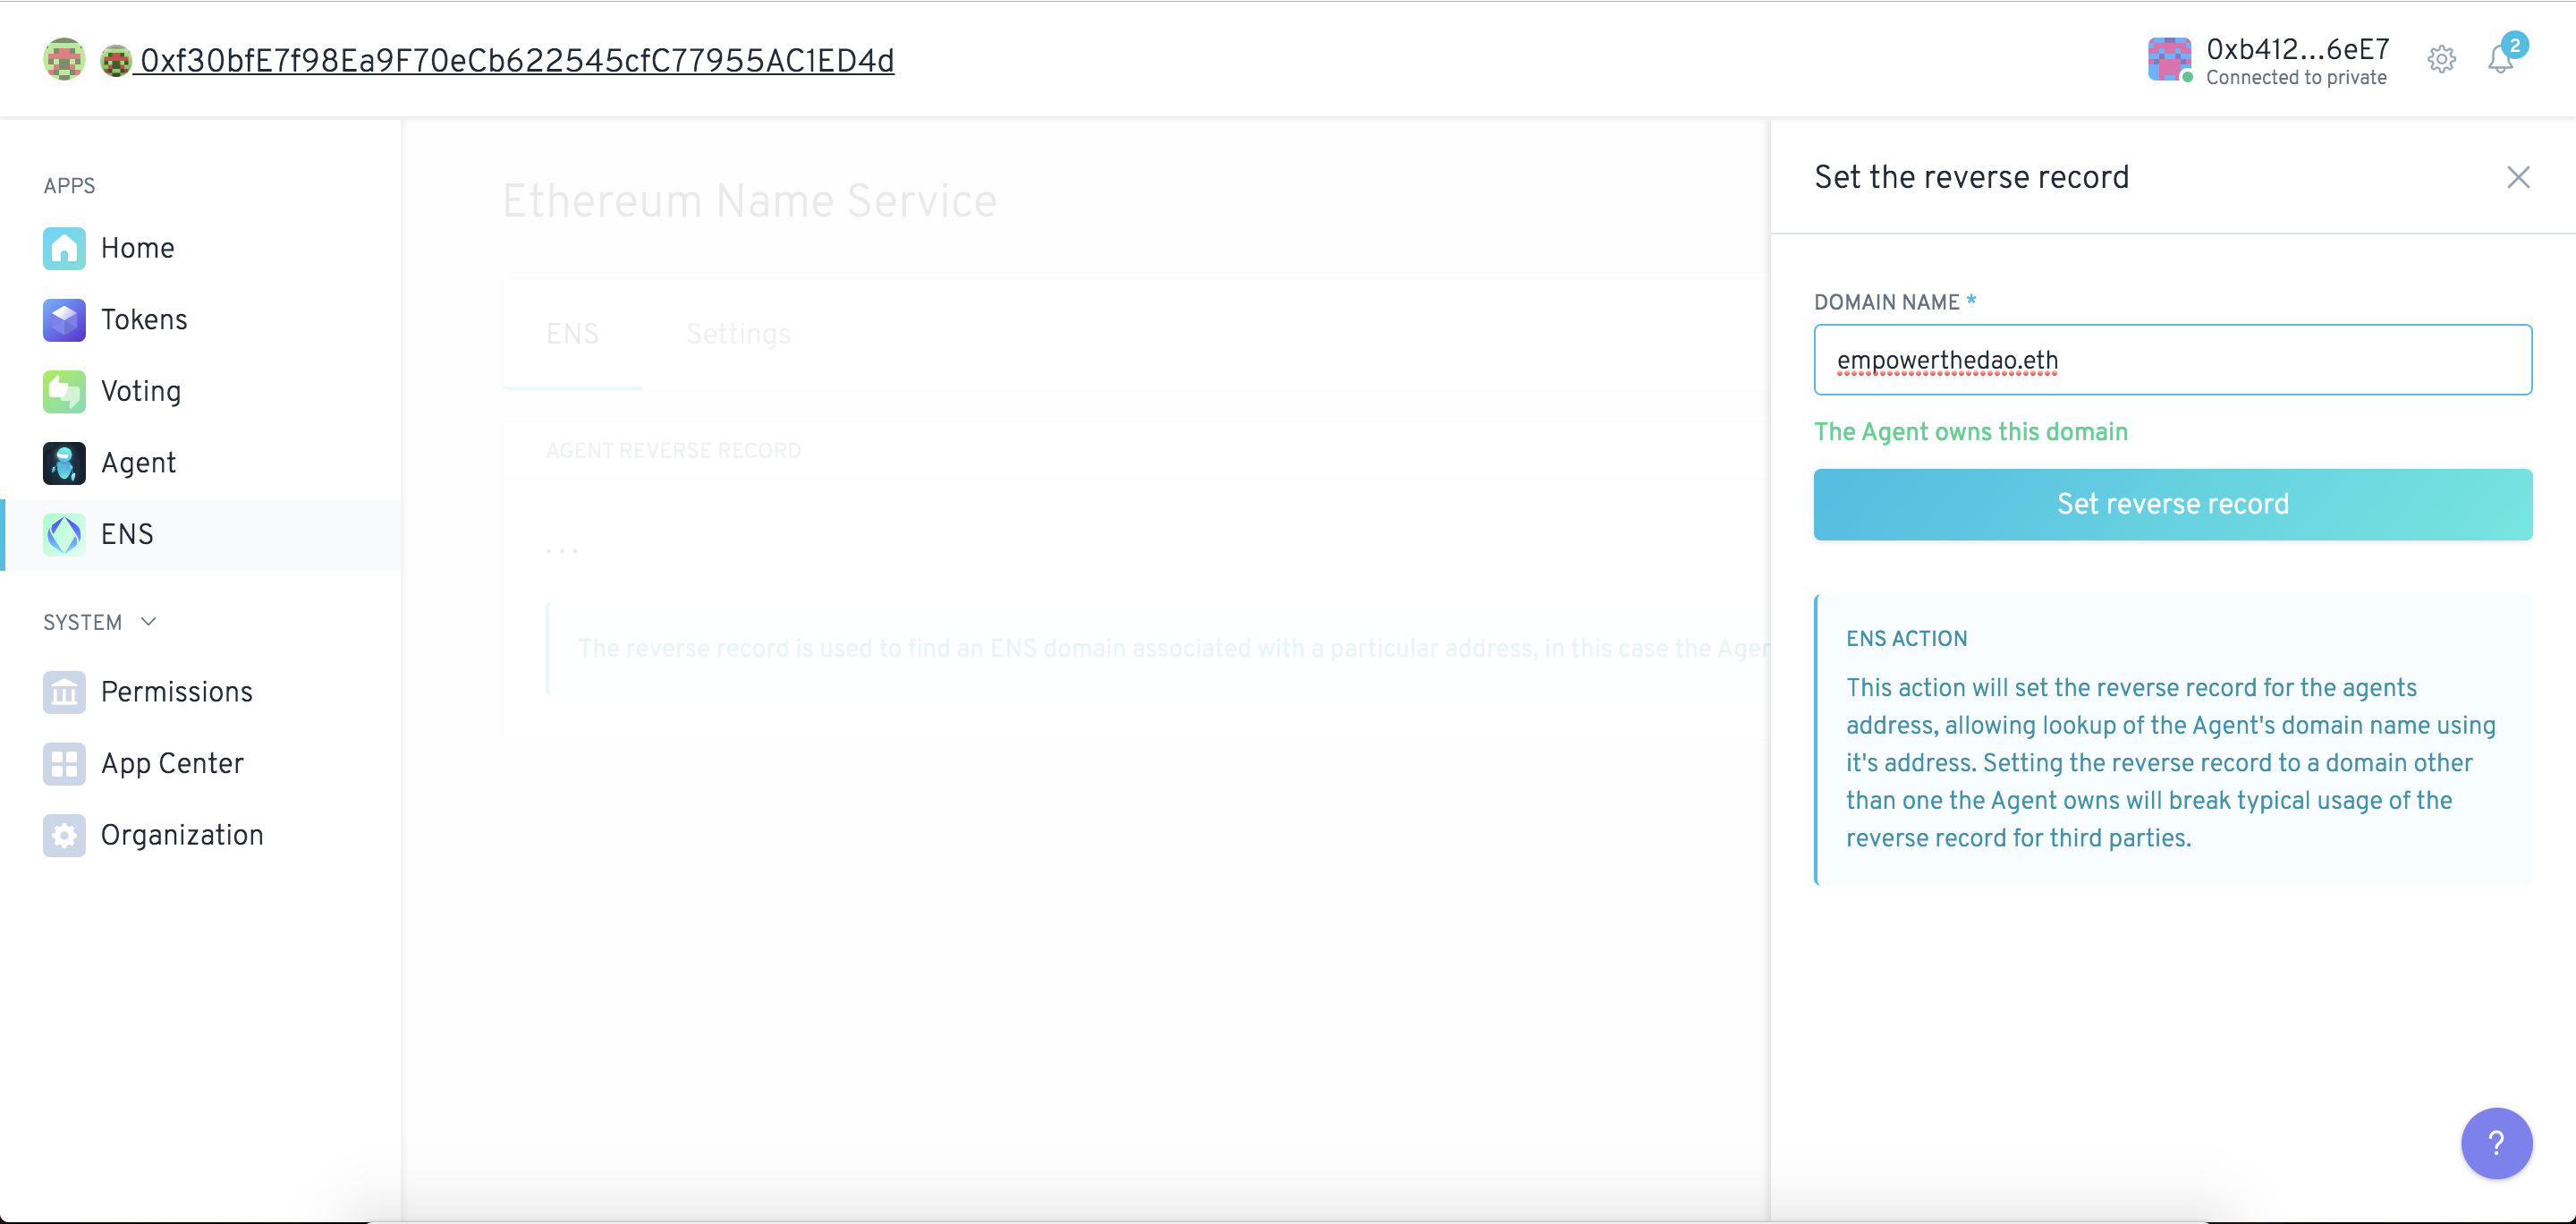 0xf30bfE7f98Ea9F70eCb622545cfC77955AC1ED4d
0xb412...6eE7
Connected to private
2
APPS
Home
Tokens
Voting
Agent
ENS
SYSTEM
Permissions
App Center
Organization
Ethereum Name Service
ENS Settings
AGENT REVERSE RECORD
...
The reverse record is used to find an ENS domain associated with a particular address, in this case the Agen
Set the reverse record
DOMAIN NAME *
empowerthedao.eth
The Agent owns this domain
Set reverse record
ENS ACTION
This action will set the reverse record for the agents
address, allowing lookup of the Agent's domain name using
it's address. Setting the reverse record to a domain other
than one the Agent owns will break typical usage of the
reverse record for third parties.
?